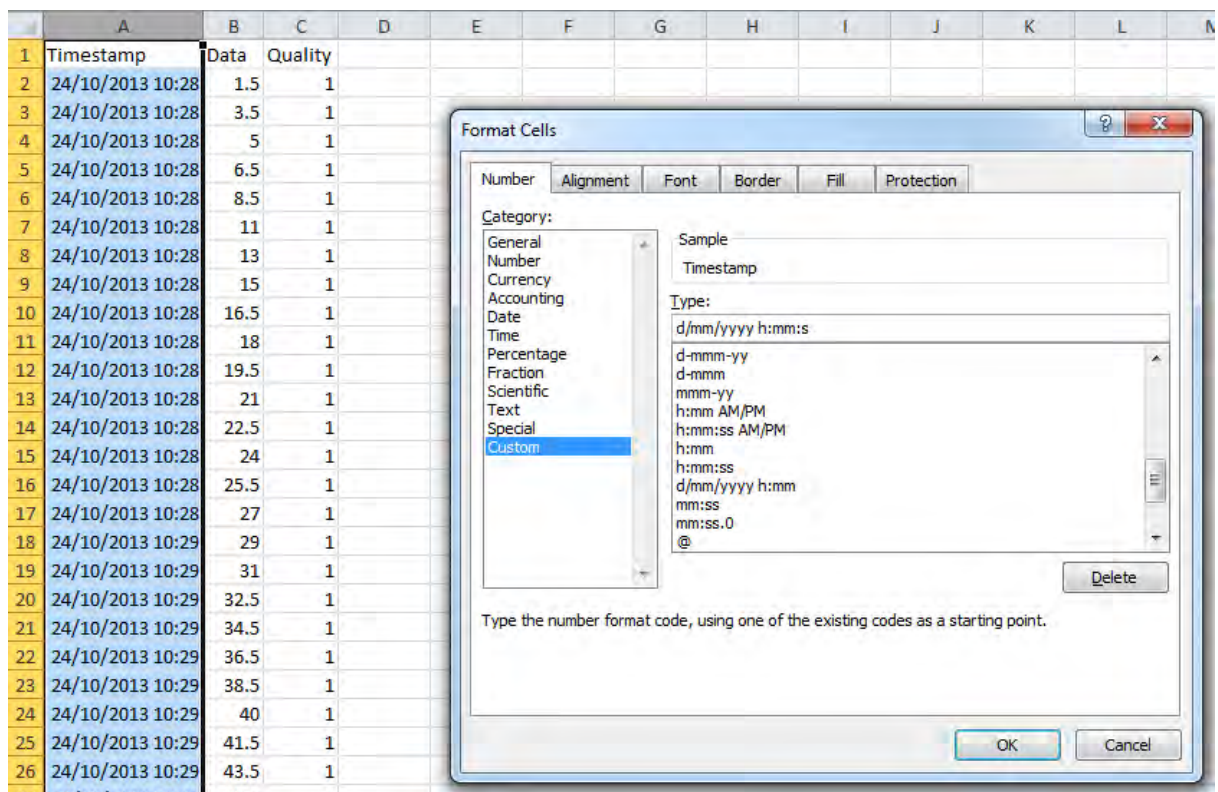 A B C D E F G H I J K L
1 Timestamp Data Quality
2 24/10/2013 10:28 1.5 1
3 24/10/2013 10:28 3.5 1
4 24/10/2013 10:28 5 1
5 24/10/2013 10:28 6.5 1
6 24/10/2013 10:28 8.5 1
7 24/10/2013 10:28 11 1
8 24/10/2013 10:28 13 1
9 24/10/2013 10:28 15 1
10 24/10/2013 10:28 16.5 1
11 24/10/2013 10:28 18 1
12 24/10/2013 10:28 19.5 1
13 24/10/2013 10:28 21 1
14 24/10/2013 10:28 22.5 1
15 24/10/2013 10:28 24 1
16 24/10/2013 10:28 25.5 1
17 24/10/2013 10:28 27 1
18 24/10/2013 10:29 29 1
19 24/10/2013 10:29 31 1
20 24/10/2013 10:29 32.5 1
21 24/10/2013 10:29 34.5 1
22 24/10/2013 10:29 36.5 1
23 24/10/2013 10:29 38.5 1
24 24/10/2013 10:29 40 1
25 24/10/2013 10:29 41.5 1
26 24/10/2013 10:29 43.5 1
Format Cells
Number Alignment Font Border Fill Protection
Category:
General
Number
Currency
Accounting
Date
Time
Percentage
Fraction
Scientific
Text
Special
Custom
Sample
Timestamp
Type:
d/mm/yyyy h:mm:s
d-mmm-yy
d-mmm
mmm-yy
h:mm AM/PM
h:mm:ss AM/PM
h:mm
h:mm:ss
d/mm/yyyy h:mm
mm:ss
mm:ss.0
@
Delete
Type the number format code, using one of the existing codes as a starting point.
OK Cancel